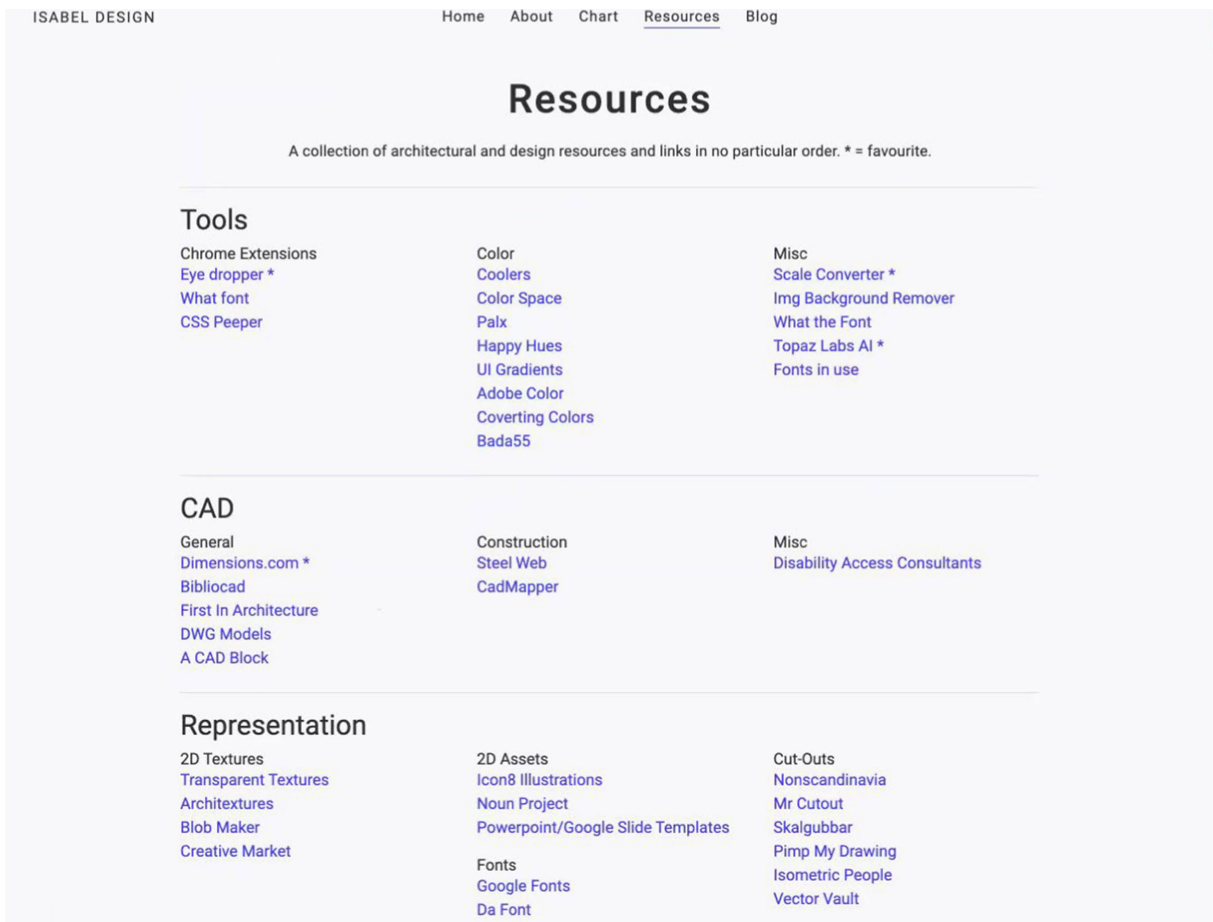 ISABEL DESIGN
Home About Chart Resources Blog
Resources
A collection of architectural and design resources and links in no particular order. * = favourite.
Tools
Chrome Extensions
Eye dropper *
What font
CSS Peeper
Color
Coolers
Color Space
Palx
Happy Hues
UI Gradients
Adobe Color
Coverting Colors
Bada55
Misc
Scale Converter *
Img Background Remover
What the Font
Topaz Labs AI *
Fonts in use
CAD
General
Dimensions.com *
Bibliocad
First In Architecture
DWG Models
A CAD Block
Construction
Steel Web
CadMapper
Misc
Disability Access Consultants
Representation
2D Textures
Transparent Textures
Architextures
Blob Maker
Creative Market
2D Assets
Icon8 Illustrations
Noun Project
Powerpoint/Google Slide Templates
Fonts
Google Fonts
Da Font
Cut-Outs
Nonscandinavia
Mr Cutout
Skalgubbar
Pimp My Drawing
Isometric People
Vector Vault